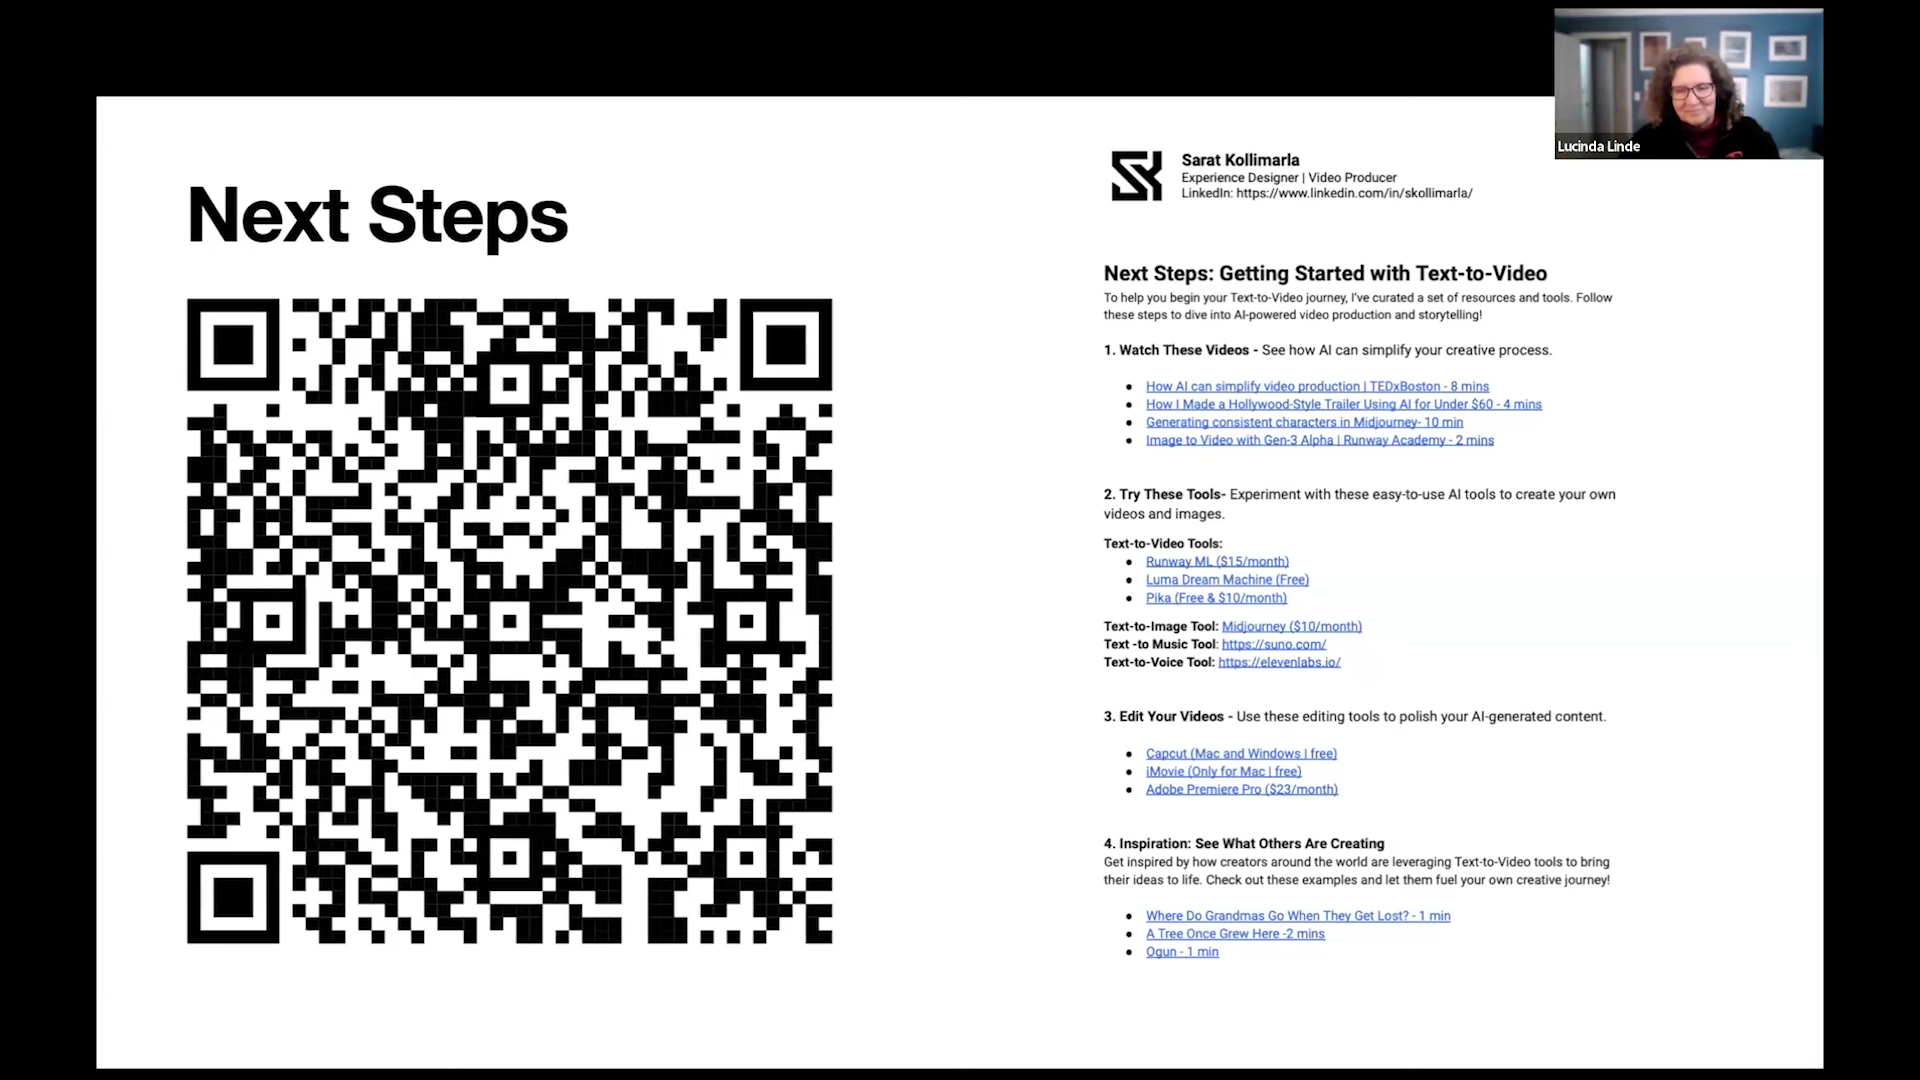 Lucinda Linde
Next Steps
Sarat Kollimarla
Experience Designer | Video Producer
LinkedIn: https://www.linkedin.com/in/skollimarla/
Next Steps: Getting Started with Text-to-Video
To help you begin your Text-to-Video journey, I've curated a set of resources and tools. Follow
these steps to dive into AI-powered video production and storytelling!
1. Watch These Videos - See how AI can simplify your creative process.
• How AI can simplify video production | TEDxBoston - 8 mins
• How I Made a Hollywood-Style Trailer Using AI for Under $60 - 4 mins
• Generating consistent characters in Midjourney- 10 min
• Image to Video with Gen-3 Alpha | Runway Academy - 2 mins
2. Try These Tools- Experiment with these easy-to-use AI tools to create your own
videos and images.
Text-to-Video Tools:
• Runway ML ($15/month)
• Luma Dream Machine (Free)
• Pika (Free & $10/month)
Text-to-Image Tool: Midjourney ($10/month)
Text -to Music Tool: https://suno.com/
Text-to-Voice Tool: https://elevenlabs.io/
3. Edit Your Videos - Use these editing tools to polish your AI-generated content.
• Capcut (Mac and Windows | free)
• iMovie (Only for Mac | free)
• Adobe Premiere Pro ($23/month)
4. Inspiration: See What Others Are Creating
Get inspired by how creators around the world are leveraging Text-to-Video tools to bring
their ideas to life. Check out these examples and let them fuel your own creative journey!
• Where Do Grandmas Go When They Get Lost? - 1 min
• A Tree Once Grew Here -2 mins
• Ogun - 1 min